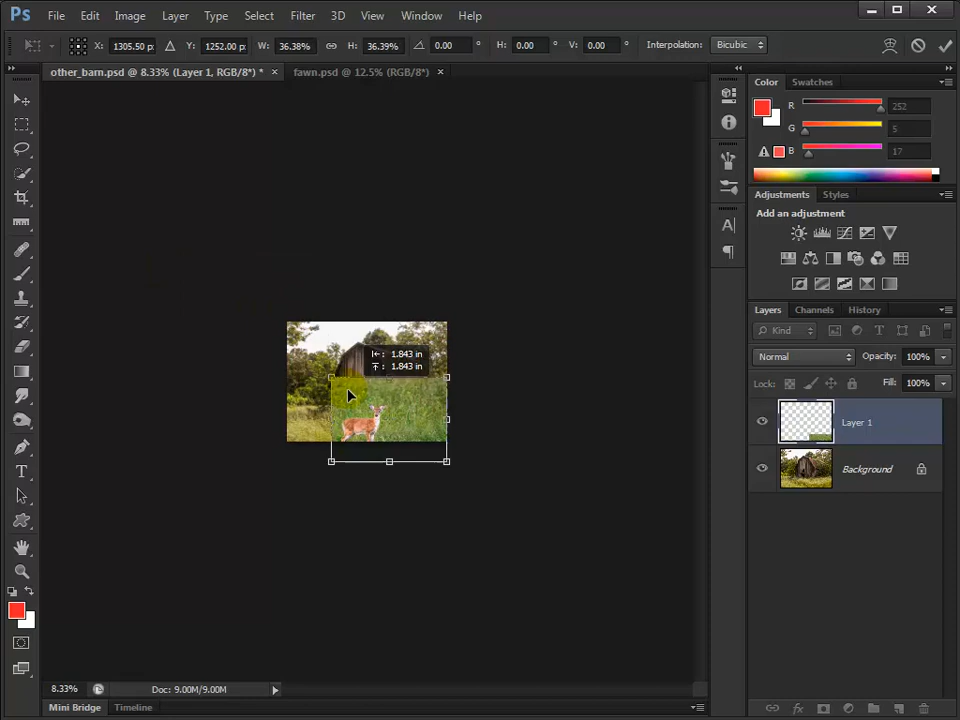 Ps File Edit Image Layer Type Select Filter 3D View Window Help
X: 1305.50 p: Y: 1252.00 p: W: 36.38% H: 36.39% 0.00 ° H: 0.00 ° V: 0.00 ° Interpolation: Bicubic
other_barn.psd @ 8.33% (Layer 1, RGB/8*) * × fawn.psd @ 12.5% (RGB/8*) ×
Color Swatches
R 252
G 5
B 17
Adjustments Styles
Add an adjustment
Layers Channels History
Kind
Normal Opacity: 100%
Lock: Fill: 100%
Layer 1
Background
: 1.843 in
: 1.843 in
A
T
8.33% Doc: 9.00M/9.00M
Mini Bridge Timeline